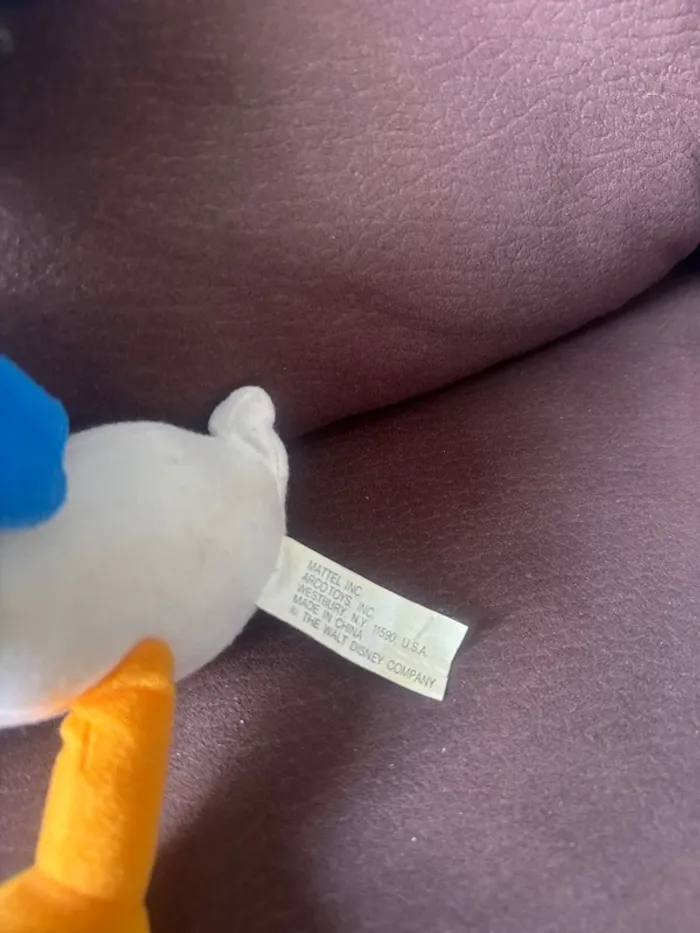 MATTEL INC.
ARCOTOYS, INC.
WESTBURY, N.Y. 11590, U.S.A.
MADE IN CHINA
© THE WALT DISNEY COMPANY